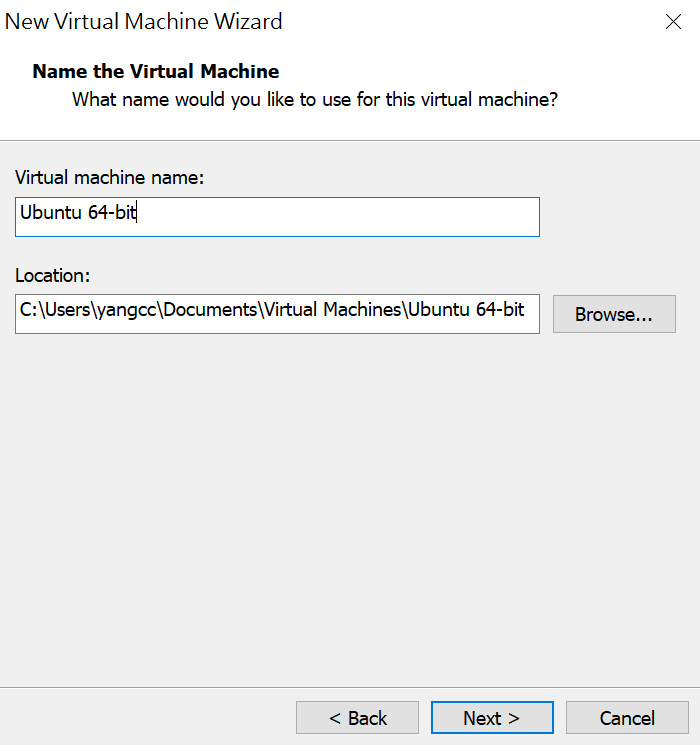 New Virtual Machine Wizard
Name the Virtual Machine
What name would you like to use for this virtual machine?
Virtual machine name:
Ubuntu 64-bit
Location:
C:\Users\yangcc\Documents\Virtual Machines\Ubuntu 64-bit
Browse...
< Back
Next >
Cancel